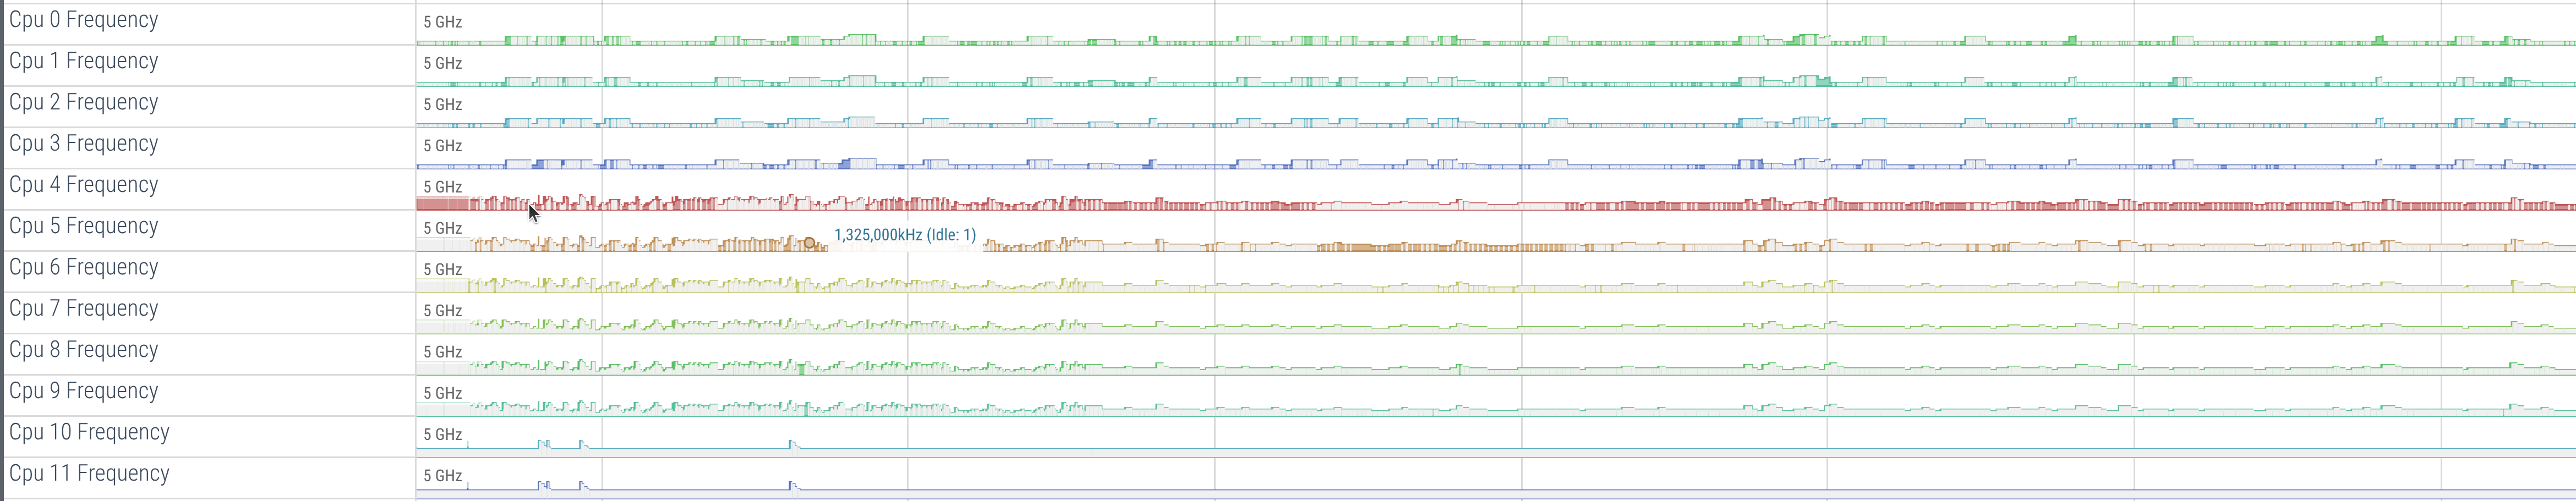 Cpu 0 Frequency 5 GHz
Cpu 1 Frequency 5 GHz
Cpu 2 Frequency 5 GHz
Cpu 3 Frequency 5 GHz
Cpu 4 Frequency 5 GHz
Cpu 5 Frequency 5 GHz 1,325,000kHz (Idle: 1)
Cpu 6 Frequency 5 GHz
Cpu 7 Frequency 5 GHz
Cpu 8 Frequency 5 GHz
Cpu 9 Frequency 5 GHz
Cpu 10 Frequency 5 GHz
Cpu 11 Frequency 5 GHz